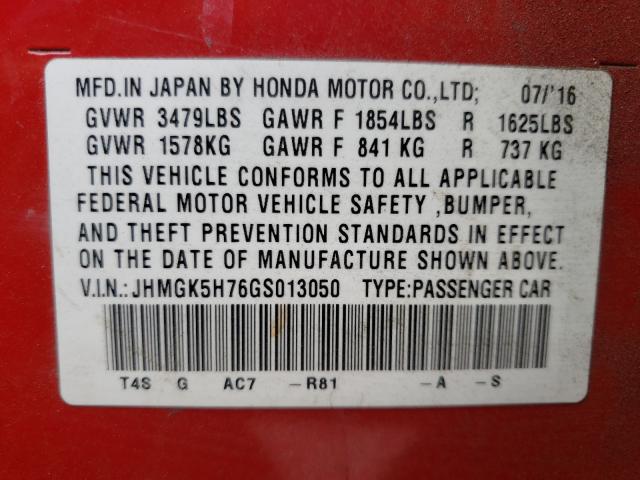 MFD.IN JAPAN BY HONDA MOTOR CO.,LTD; 07/'16
GVWR 3479LBS GAWR F 1854LBS R 1625LBS
GVWR 1578KG GAWR F 841 KG R 737 KG
THIS VEHICLE CONFORMS TO ALL APPLICABLE
FEDERAL MOTOR VEHICLE SAFETY ,BUMPER,
AND THEFT PREVENTION STANDARDS IN EFFECT
ON THE DATE OF MANUFACTURE SHOWN ABOVE.
V.I.N.:JHMGK5H76GS013050 TYPE:PASSENGER CAR
T4S G AC7 -R81 -A -S